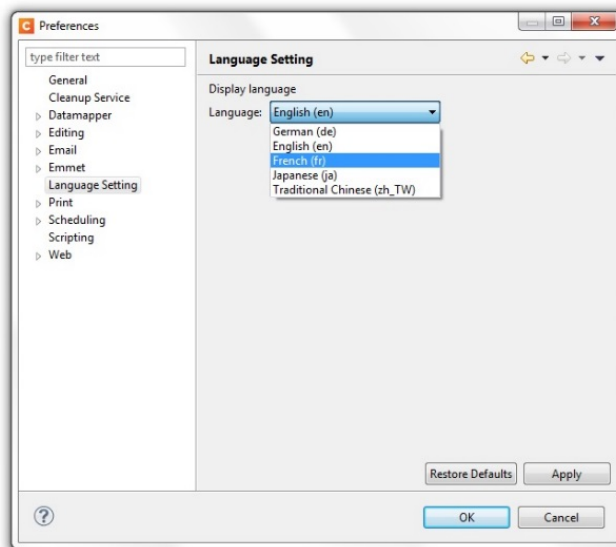 Preferences
type filter text
General
Cleanup Service
Datamapper
Editing
Email
Emmet
Language Setting
Print
Scheduling
Scripting
Web
Language Setting
Display language
Language: English (en)
German (de)
English (en)
French (fr)
Japanese (ja)
Traditional Chinese (zh_TW)
Restore Defaults Apply
OK Cancel